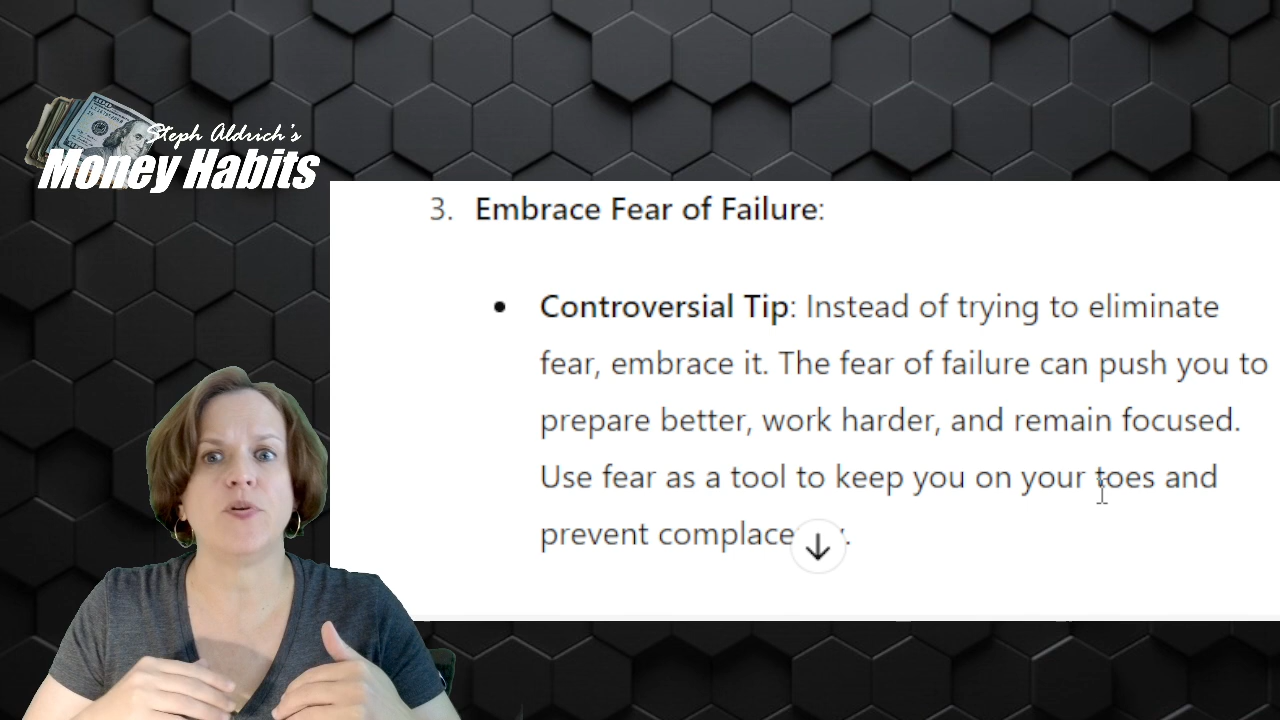 Steph Aldrich's
Money Habits
3. Embrace Fear of Failure:
• Controversial Tip: Instead of trying to eliminate
fear, embrace it. The fear of failure can push you to
prepare better, work harder, and remain focused.
Use fear as a tool to keep you on your toes and
prevent